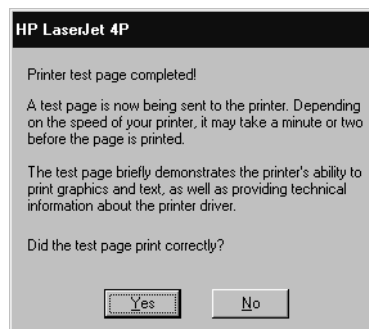 HP LaserJet 4P
Printer test page completed!
A test page is now being sent to the printer. Depending
on the speed of your printer, it may take a minute or two
before the page is printed.
The test page briefly demonstrates the printer's ability to
print graphics and text, as well as providing technical
information about the printer driver.
Did the test page print correctly?
Yes No